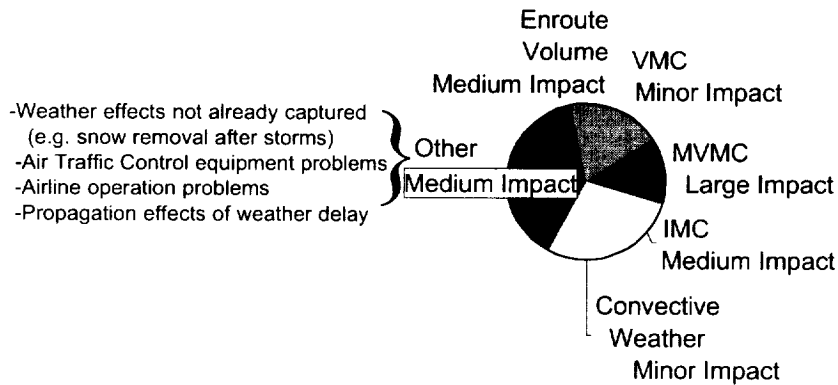 Enroute
Volume
Medium Impact
VMC
Minor Impact
-Weather effects not already captured
(e.g. snow removal after storms)
-Air Traffic Control equipment problems
-Airline operation problems
-Propagation effects of weather delay
Other
Medium Impact
MVMC
Large Impact
IMC
Medium Impact
Convective
Weather
Minor Impact